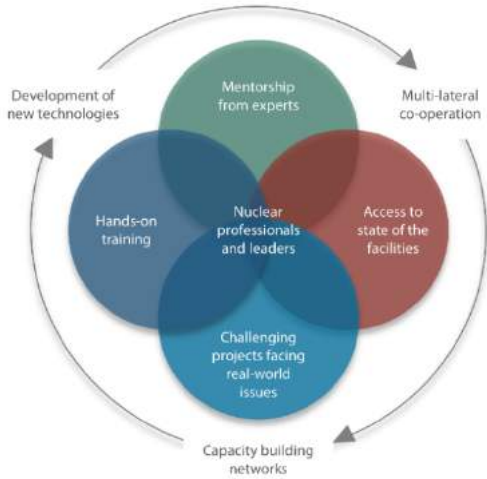 Development of
new technologies
Mentorship
from experts
Multi-lateral
co-operation
Hands-on
training
Nuclear
professionals
and leaders
Access to
state of the
facilities
Challenging
projects facing
real-world
issues
Capacity building
networks